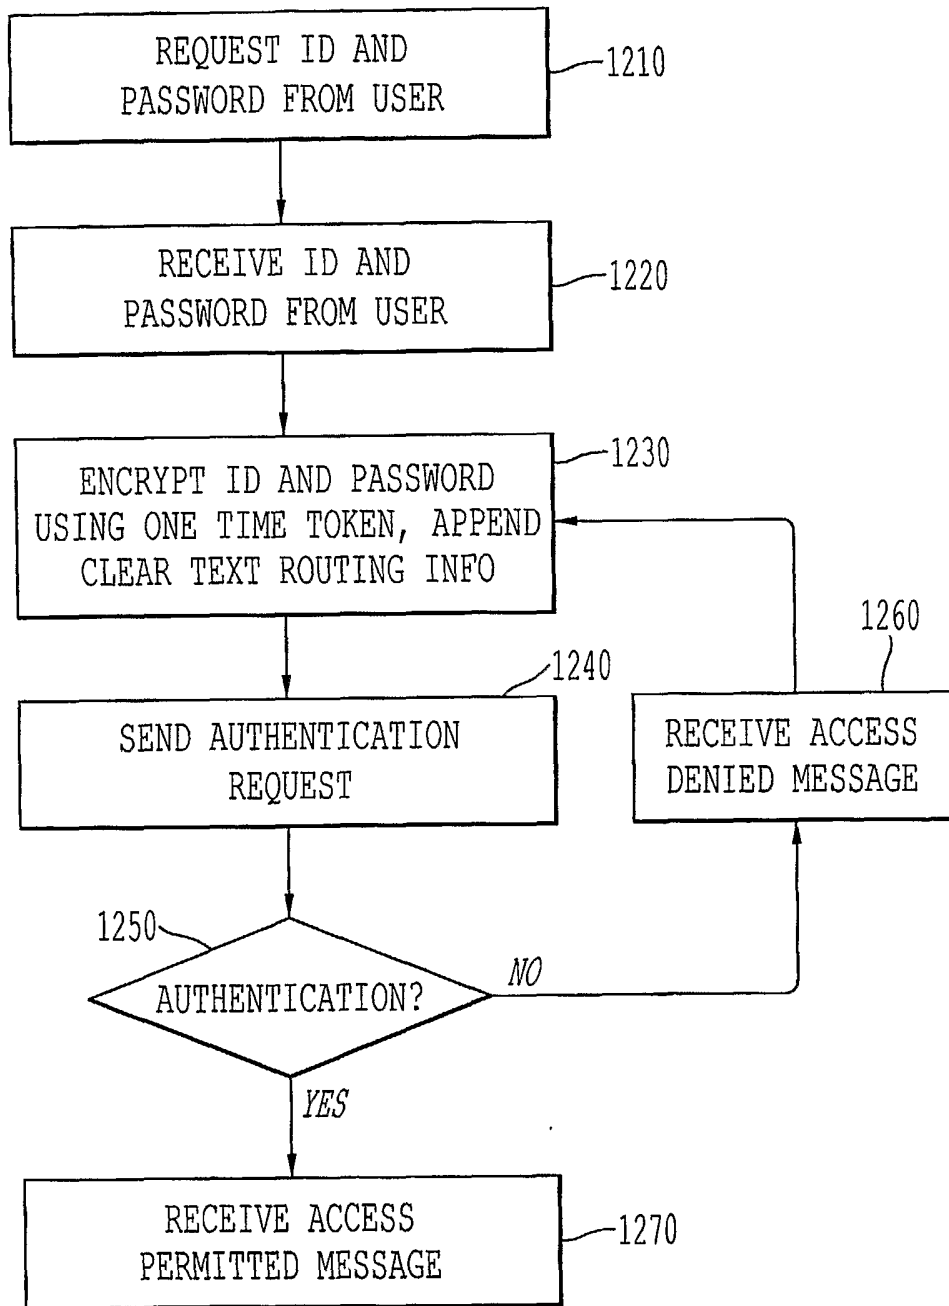 REQUEST ID AND
PASSWORD FROM USER
1210
RECEIVE ID AND
PASSWORD FROM USER
1220
1230
ENCRYPT ID AND PASSWORD
USING ONE TIME TOKEN, APPEND
CLEAR TEXT ROUTING INFO
1240
SEND AUTHENTICATION
REQUEST
1260
RECEIVE ACCESS
DENIED MESSAGE
1250
AUTHENTICATION?
NO
YES
RECEIVE ACCESS
PERMITTED MESSAGE
1270